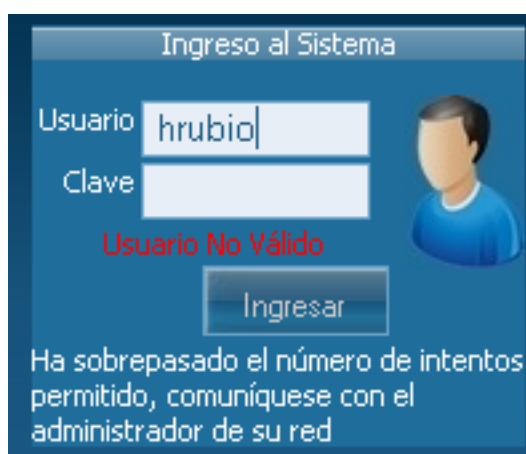 Ingreso al Sistema
Usuario hrubio
Clave
Usuario No Válido
Ingresar
Ha sobrepasado el número de intentos
permitido, comuníquese con el
administrador de su red